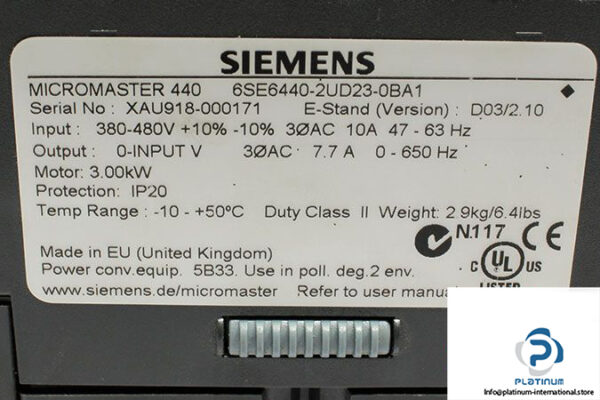 SIEMENS
MICROMASTER 440 6SE6440-2UD23-0BA1
Serial No : XAU918-000171 E-Stand (Version) : D03/2.10
Input : 380-480V +10% -10% 3ØAC 10A 47 - 63 Hz
Output : 0-INPUT V 3ØAC 7.7 A 0 - 650 Hz
Motor: 3.00kW
Protection: IP20
Temp Range : -10 - +50ºC Duty Class II Weight: 2.9kg/6.4lbs
N117 CE
Made in EU (United Kingdom)
Power conv.equip. 5B33. Use in poll. deg.2 env.
C UL US
LISTED
www.siemens.de/micromaster Refer to user manua
PLATINUM
Info@platinum-international.store